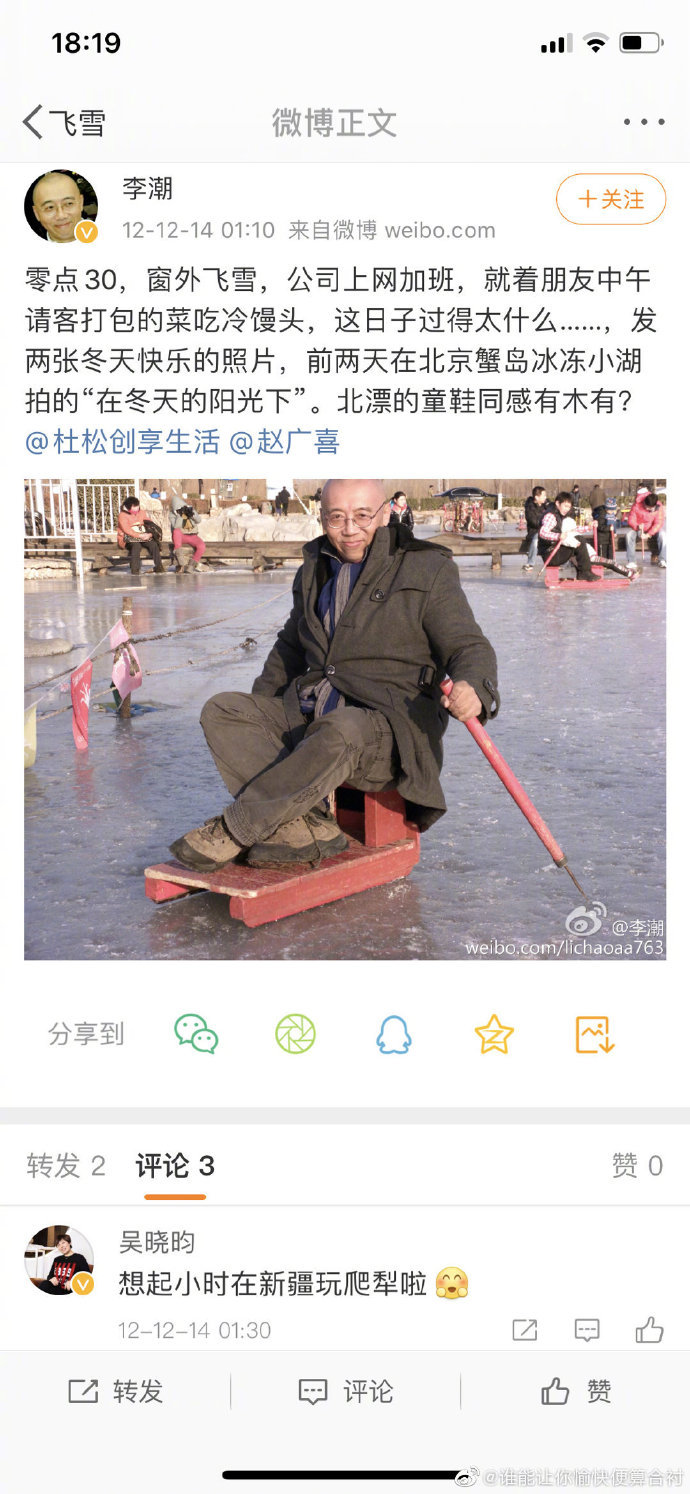 18:19
飞雪
微博正文
李潮
+关注
12-12-14 01:10 来自微博 weibo.com
零点30，窗外飞雪，公司上网加班，就着朋友中午
请客打包的菜吃冷馒头，这日子过得太什么……，发
两张冬天快乐的照片，前两天在北京蟹岛冰冻小湖
拍的“在冬天的阳光下”。北漂的童鞋同感有木有？
@杜松创享生活 @赵广喜
@李潮
weibo.com/lichaoaa763
分享到
转发 2 评论 3 赞 0
吴晓昀
想起小时在新疆玩爬犁啦
12-12-14 01:30
转发 评论 赞
@谁能让你愉快便算合衬